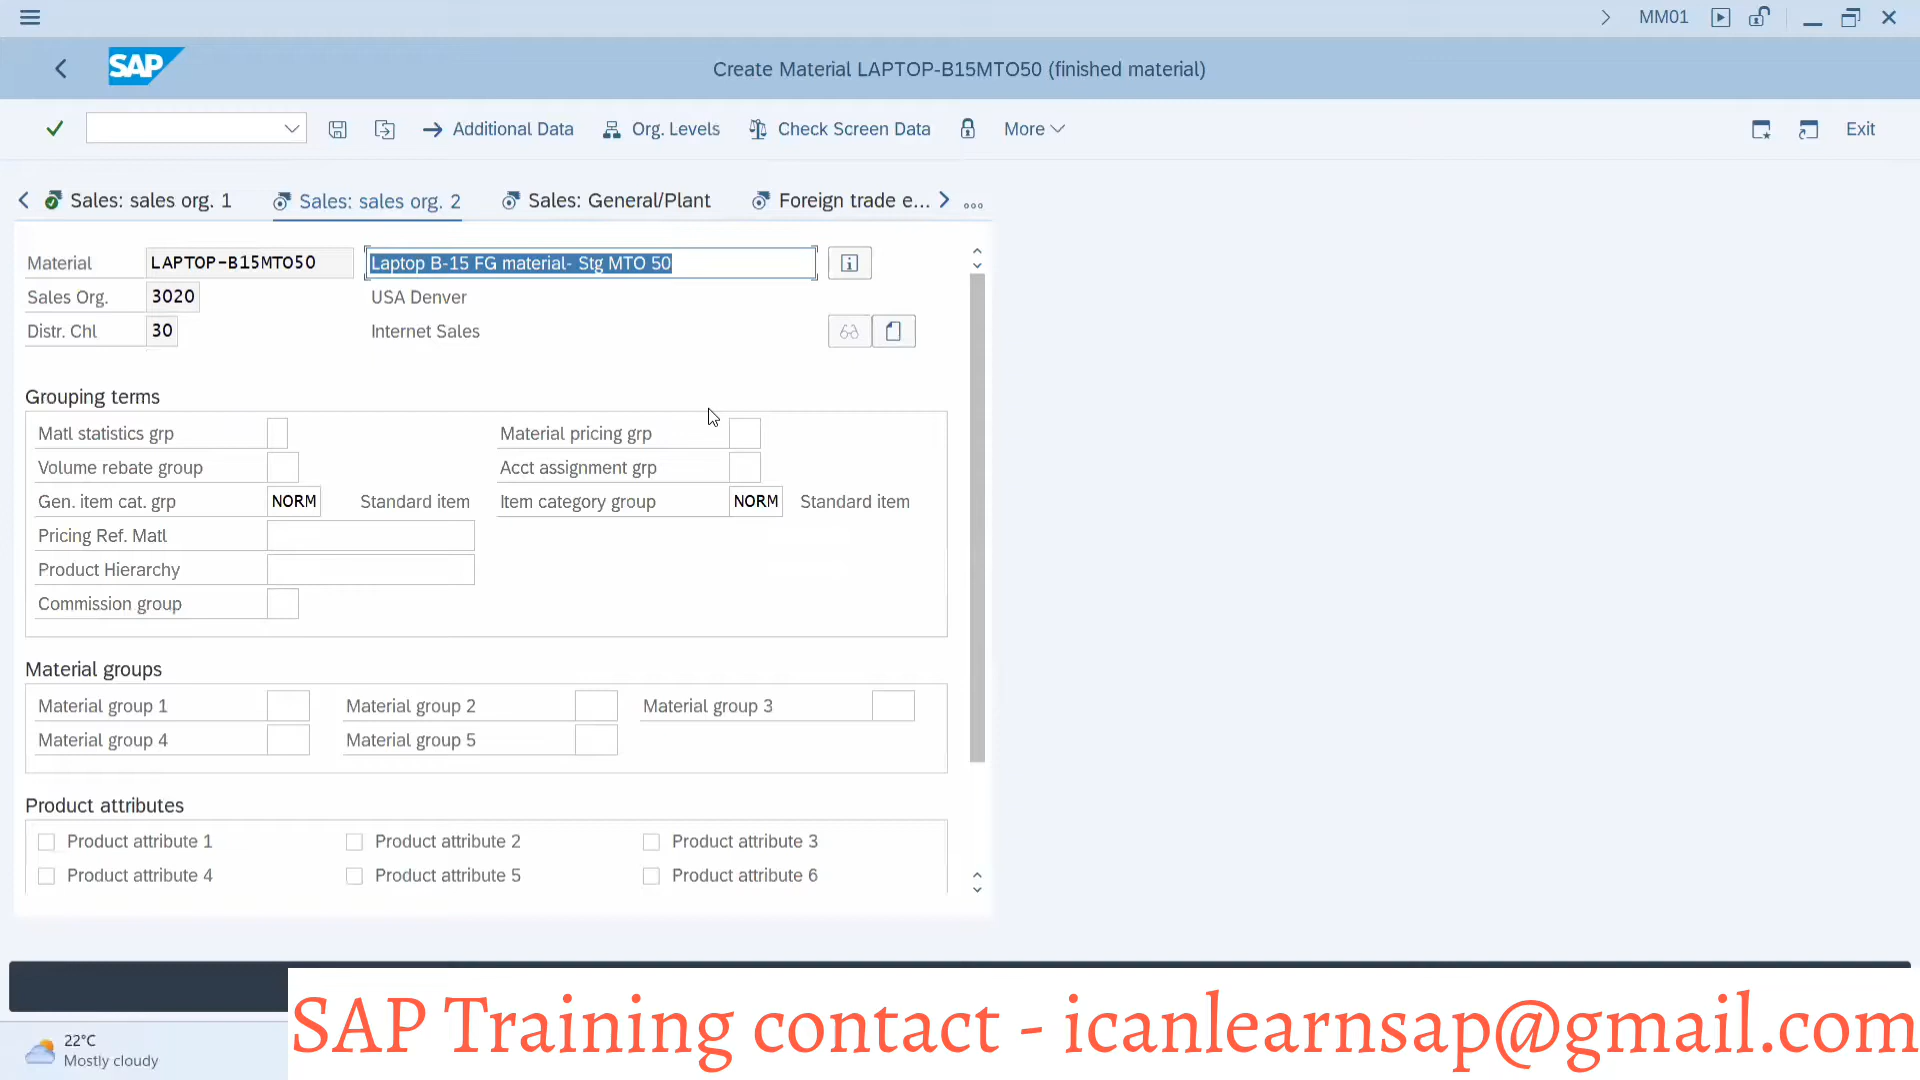 MM01
SAP
Create Material LAPTOP-B15MTO50 (finished material)
Additional Data Org. Levels Check Screen Data More Exit
Sales: sales org. 1 Sales: sales org. 2 Sales: General/Plant Foreign trade e...
Material LAPTOP-B15MTO50 Laptop B-15 FG material- Stg MTO 50
Sales Org. 3020 USA Denver
Distr. Chl 30 Internet Sales
Grouping terms
Matl statistics grp Material pricing grp
Volume rebate group Acct assignment grp
Gen. item cat. grp NORM Standard item Item category group NORM Standard item
Pricing Ref. Matl
Product Hierarchy
Commission group
Material groups
Material group 1 Material group 2 Material group 3
Material group 4 Material group 5
Product attributes
Product attribute 1 Product attribute 2 Product attribute 3
Product attribute 4 Product attribute 5 Product attribute 6
SAP Training contact - icanlearnsap@gmail.com
22°C
Mostly cloudy